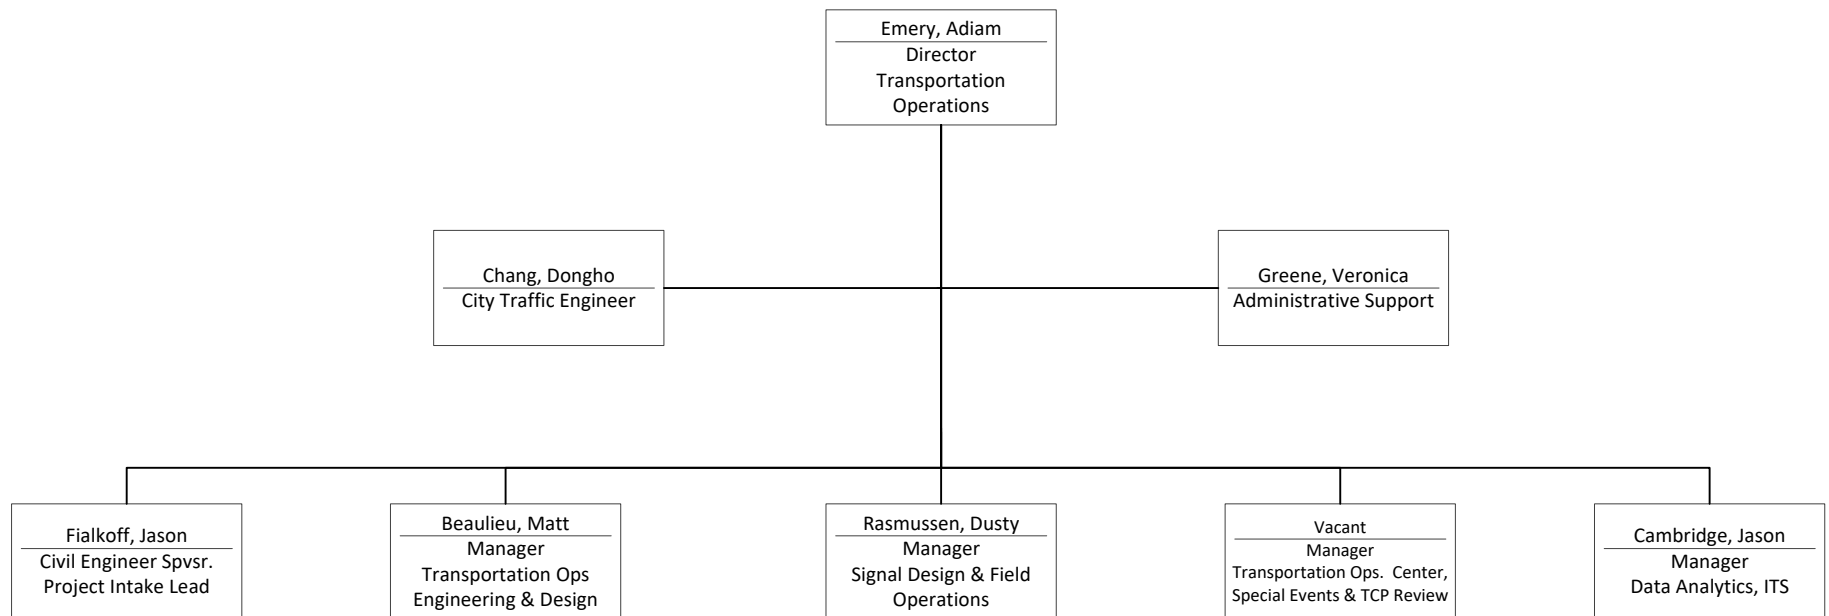 Emery, Adiam
Director
Transportation
Operations
Chang, Dongho
City Traffic Engineer
Greene, Veronica
Administrative Support
Fialkoff, Jason
Civil Engineer Spvsr.
Project Intake Lead
Beaulieu, Matt
Manager
Transportation Ops
Engineering & Design
Rasmussen, Dusty
Manager
Signal Design & Field
Operations
Vacant
Manager
Transportation Ops. Center,
Special Events & TCP Review
Cambridge, Jason
Manager
Data Analytics, ITS